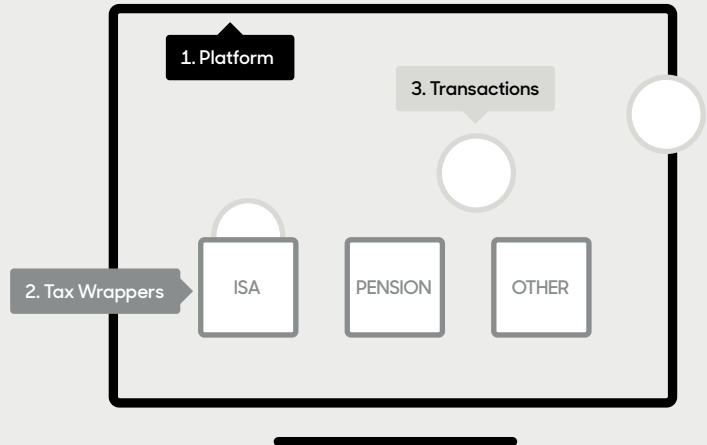 1. Platform
3. Transactions
2. Tax Wrappers
ISA
PENSION
OTHER